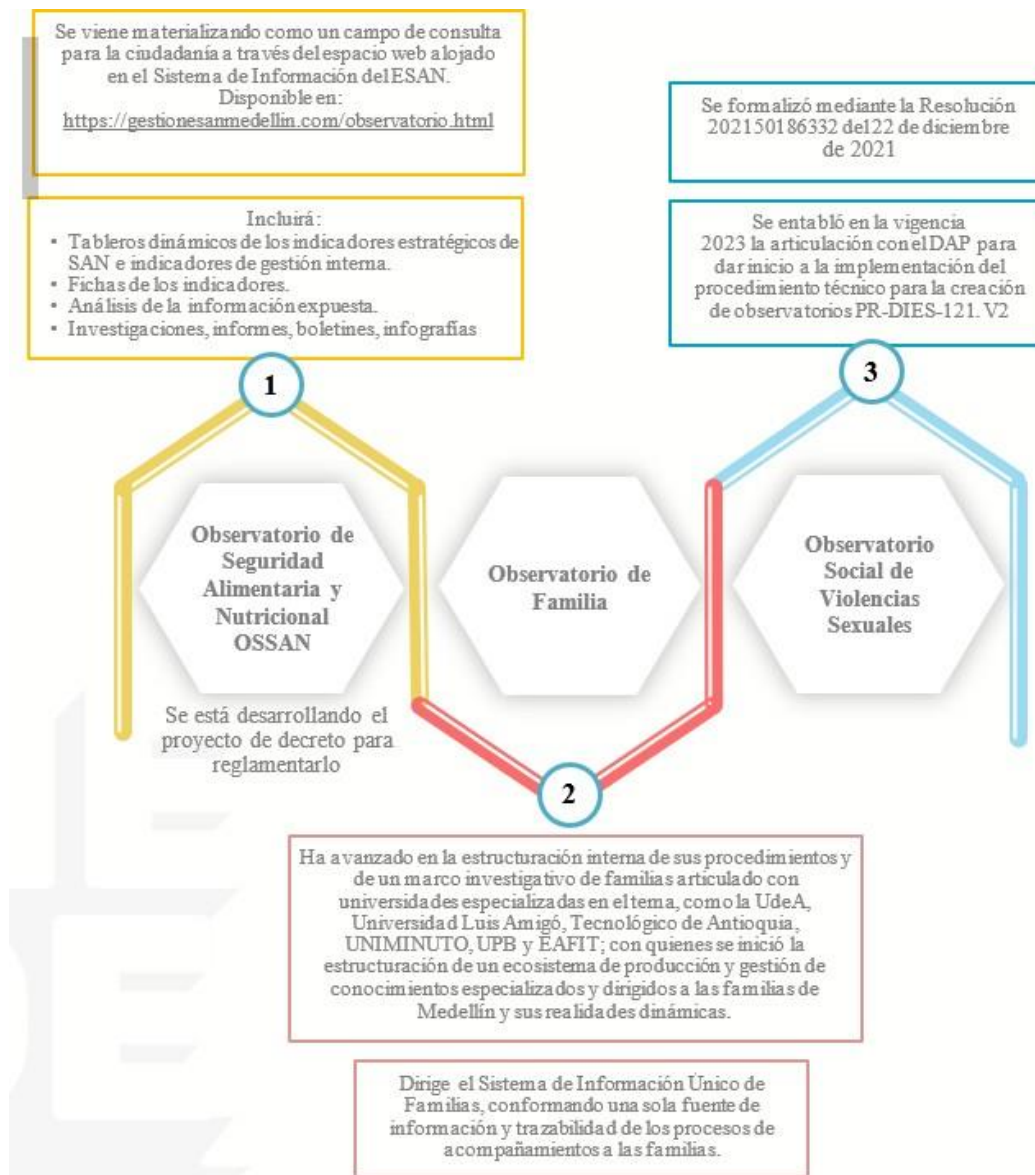 Se viene materializando como un campo de consulta
para la ciudadanía a través del espacio web alojado
en el Sistema de Información del ESAN.
Disponible en:
https://gestionesanmedellin.com/observatorio.html
Incluirá:
• Tableros dinámicos de los indicadores estratégicos de
SAN e indicadores de gestión interna.
• Fichas de los indicadores.
• Análisis de la información expuesta.
• Investigaciones, informes, boletines, infografías
1
Observatorio de
Seguridad
Alimentaria y
Nutricional
OSSAN
Se está desarrollando el
proyecto de decreto para
reglamentarlo
Observatorio de
Familia
2
Ha avanzado en la estructuración interna de sus procedimientos y
de un marco investigativo de familias articulado con
universidades especializadas en el tema, como la UdeA,
Universidad Luis Amigó, Tecnológico de Antioquia,
UNIMINUTO, UPB y EAFIT; con quienes se inició la
estructuración de un ecosistema de producción y gestión de
conocimientos especializados y dirigidos a las familias de
Medellín y sus realidades dinámicas.
Dirige el Sistema de Información Único de
Familias, conformando una sola fuente de
información y trazabilidad de los procesos de
acompañamientos a las familias.
Se formalizó mediante la Resolución
202150186332 del 22 de diciembre
de 2021
Se entabló en la vigencia
2023 la articulación con el DAP para
dar inicio a la implementación del
procedimiento técnico para la creación
de observatorios PR-DIES-121. V2
3
Observatorio
Social de
Violencias
Sexuales